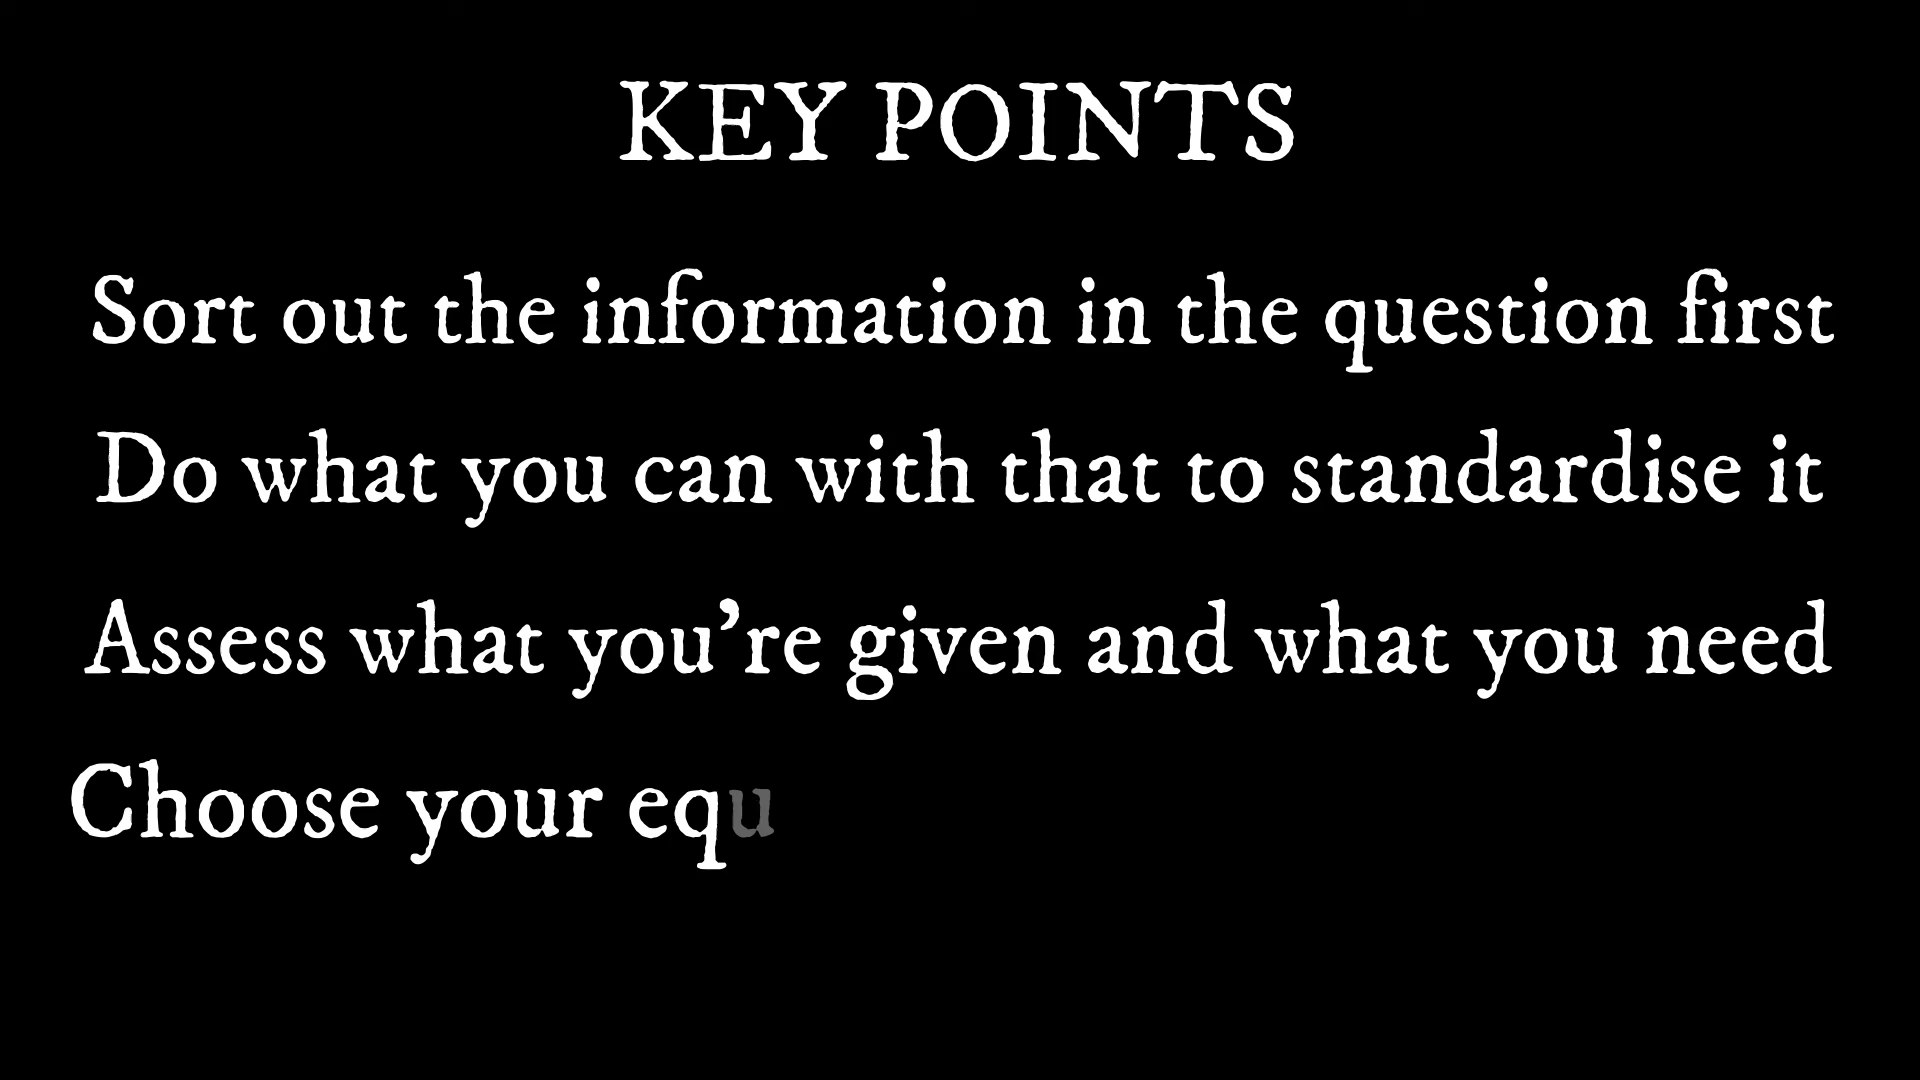 KEY POINTS
Sort out the information in the question first
Do what you can with that to standardise it
Assess what you’re given and what you need
Choose your equ